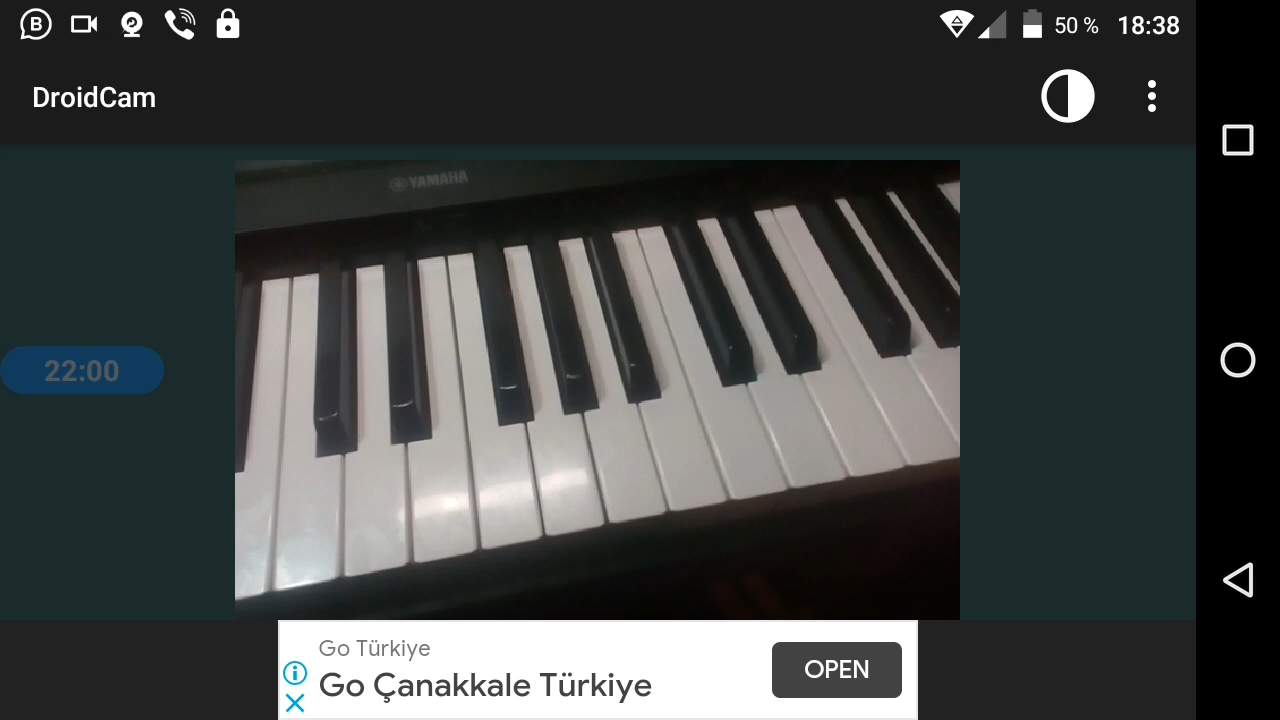 50 % 18:38
DroidCam
YAMAHA
22:00
Go Türkiye
Go Çanakkale Türkiye
OPEN